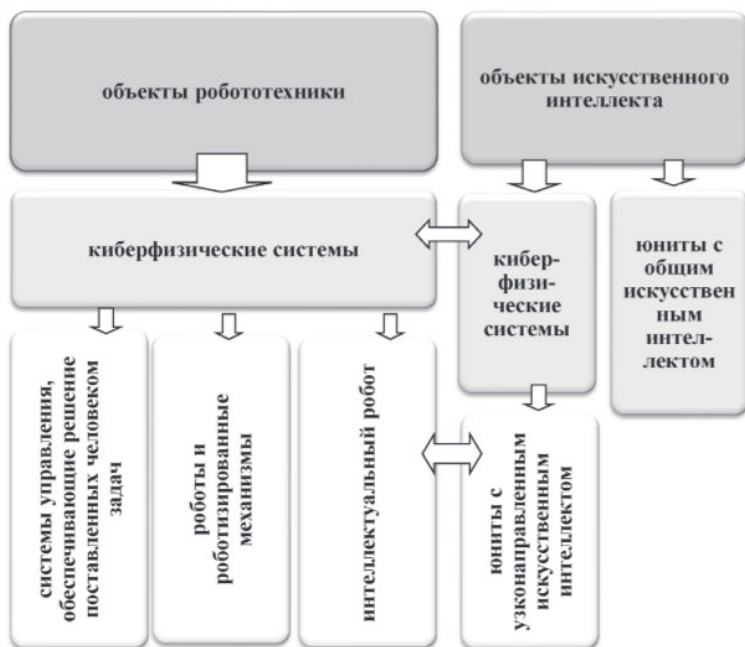 объекты робототехники
объекты искусственного
интеллекта
киберфизические системы
кибер-
физи-
ческие
системы
юниты с
общим
искусствен
ным
интел-
лектом
системы управления,
обеспечивающие решение
поставленных человеком
задач
роботы и
роботизированные
механизмы
интеллектуальный робот
юниты с
узконаправленным
искусственным
интеллектом